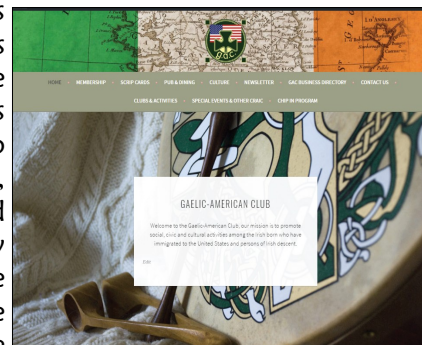 HOME · MEMBERSHIP · SCRIP CARDS · PUB & DINING · CULTURE · NEWSLETTER · GAC BUSINESS DIRECTORY · CONTACT US ·
CLUBS & ACTIVITIES · SPECIAL EVENTS & OTHER CRAIC · CHIP IN PROGRAM
GAELIC-AMERICAN CLUB
Welcome to the Gaelic-American Club; our mission is to promote
social, civic and cultural activities among the Irish born who have
immigrated to the United States and persons of Irish descent.